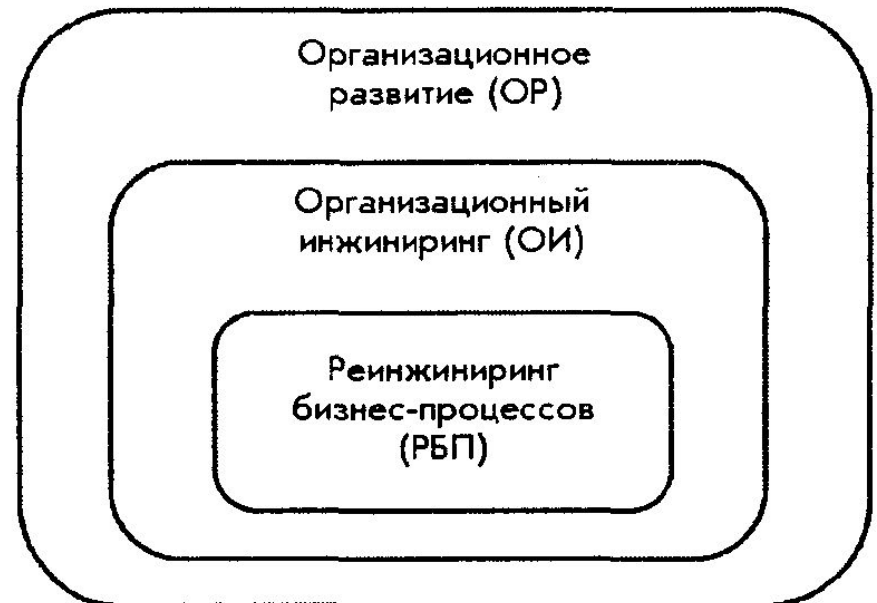 Организационное
развитие (ОР)
Организационный
инжиниринг (ОИ)
Реинжиниринг
бизнес-процессов
(РБП)